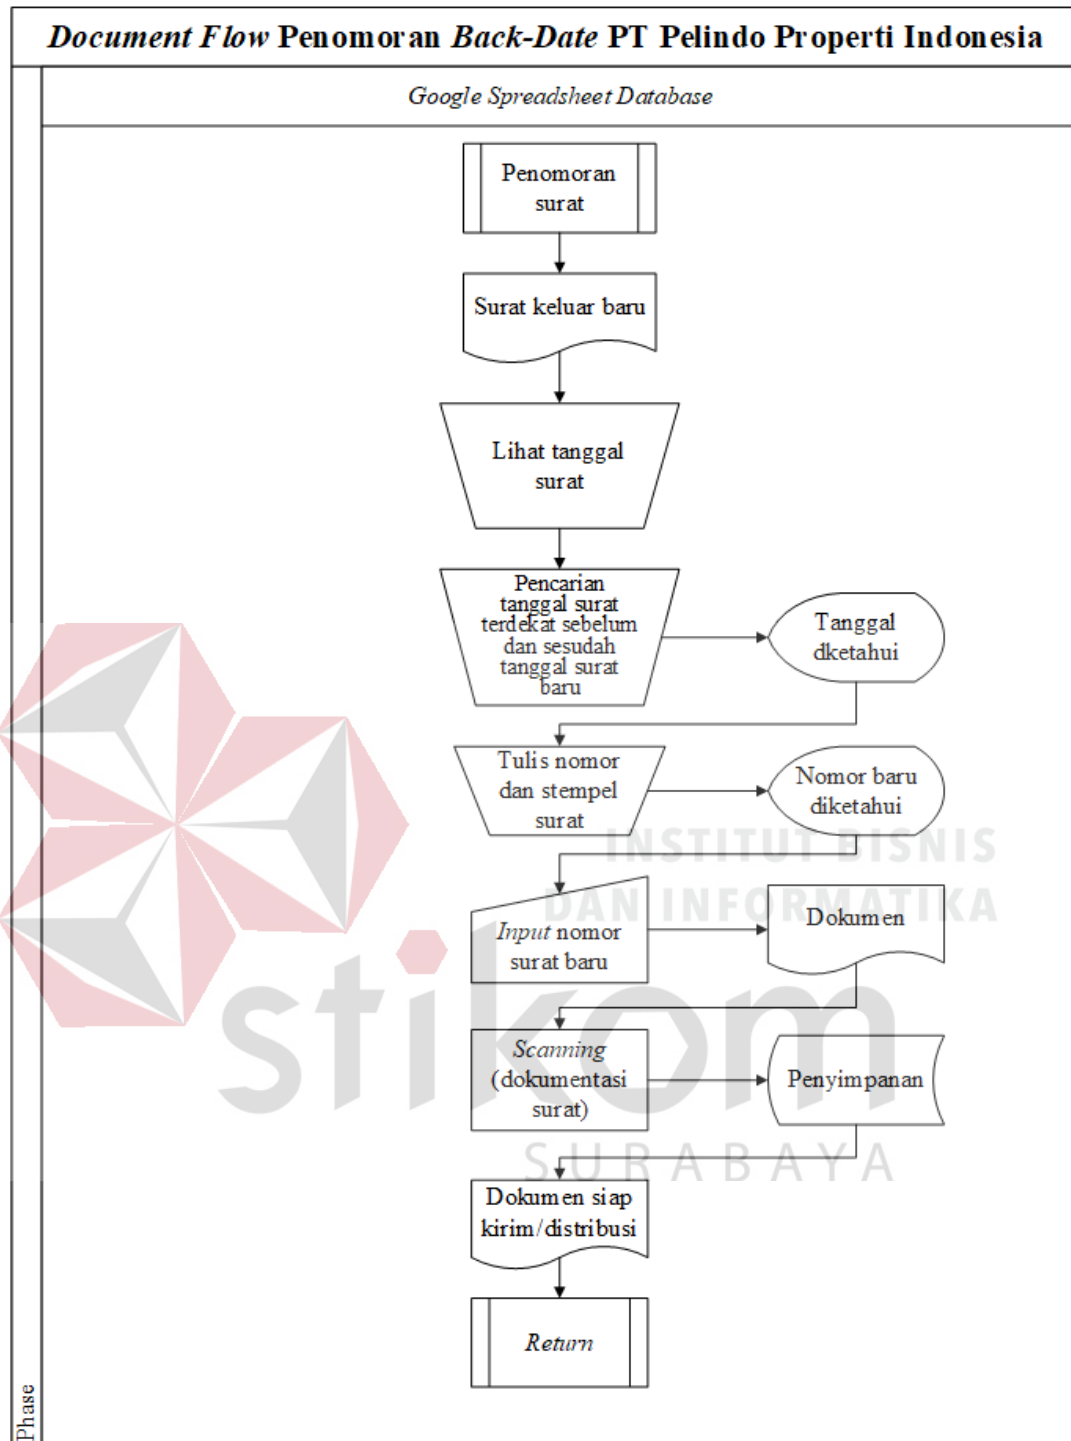 Document Flow Penomoran Back-Date PT Pelindo Properti Indonesia
Google Spreadsheet Database
Penomoran
surat
Surat keluar baru
Lihat tanggal
surat
Pencarian
tanggal surat
terdekat sebelum
dan sesudah
tanggal surat
baru
Tanggal
dketahui
Tulis nomor
dan stempel
surat
Nomor baru
diketahui
INSTITUT BISNIS
DAN INFORMATIKA
Input nomor
surat baru
Dokumen
stikom
Scanning
(dokumentasi
surat)
Penyimpanan
SURABAYA
Dokumen siap
kirim/distribusi
Return
Phase